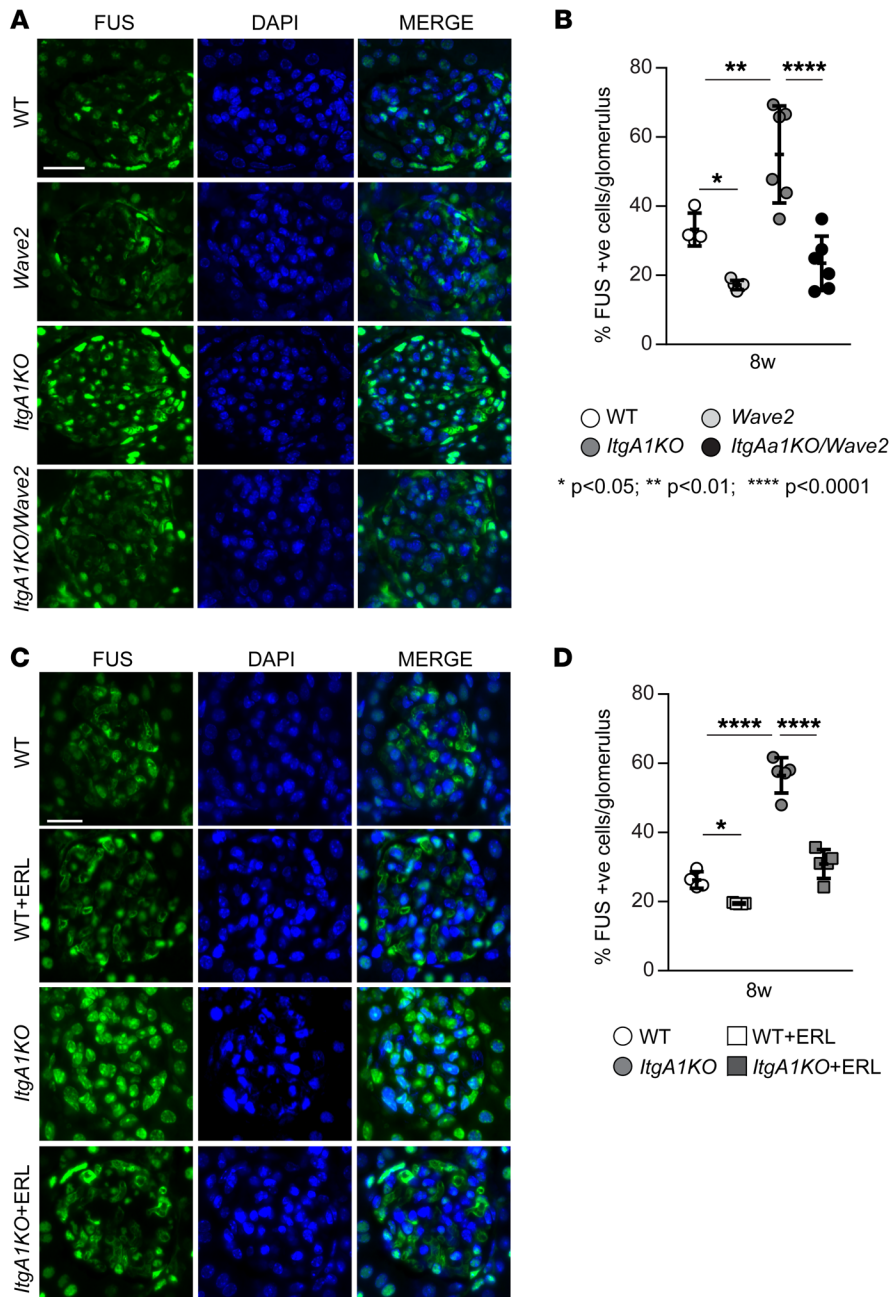 A
FUS DAPI MERGE
WT
Wave2
ItgA1KO
ItgA1KO/Wave2
B
% FUS +ve cells/glomerulus
80
60
40
20
0
** ****
*
8w
WT Wave2
ItgA1KO ItgAa1KO/Wave2
* p<0.05; ** p<0.01; **** p<0.0001
C
FUS DAPI MERGE
WT
WT+ERL
ItgA1KO
ItgA1KO+ERL
D
% FUS +ve cells/glomerulus
80
60
40
20
0
**** ****
*
8w
WT WT+ERL
ItgA1KO ItgA1KO+ERL